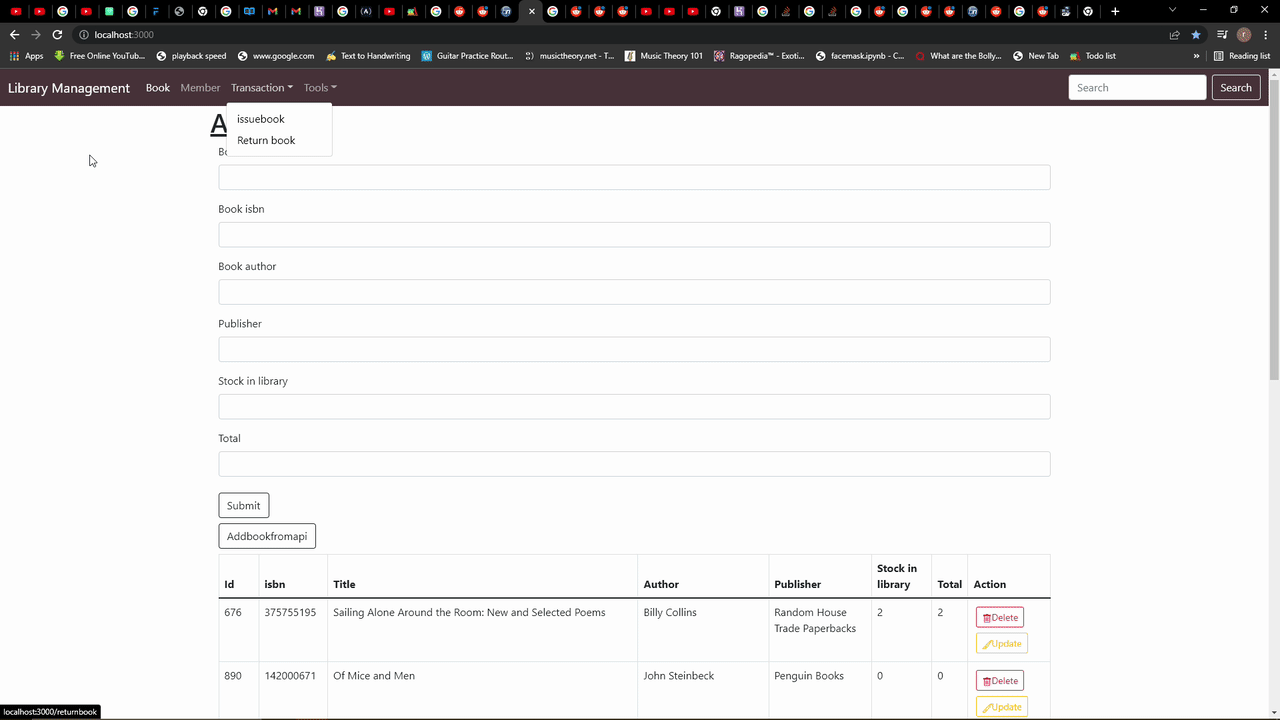 localhost:3000
Apps Free Online YouTub... playback speed www.google.com Text to Handwriting Guitar Practice Rout... musictheory.net - T... Music Theory 101 Ragopedia™ - Exoti... facemask.ipynb - C... What are the Bolly... New Tab Todo list » Reading list
Library Management Book Member Transaction Tools Search Search
issuebook
Return book
Book isbn
Book author
Publisher
Stock in library
Total
Submit
Addbookfromapi
Id isbn Title Author Publisher Stock in library Total Action
676 375755195 Sailing Alone Around the Room: New and Selected Poems Billy Collins Random House Trade Paperbacks 2 2 Delete
Update
890 142000671 Of Mice and Men John Steinbeck Penguin Books 0 0 Delete
Update
localhost:3000/returnbook